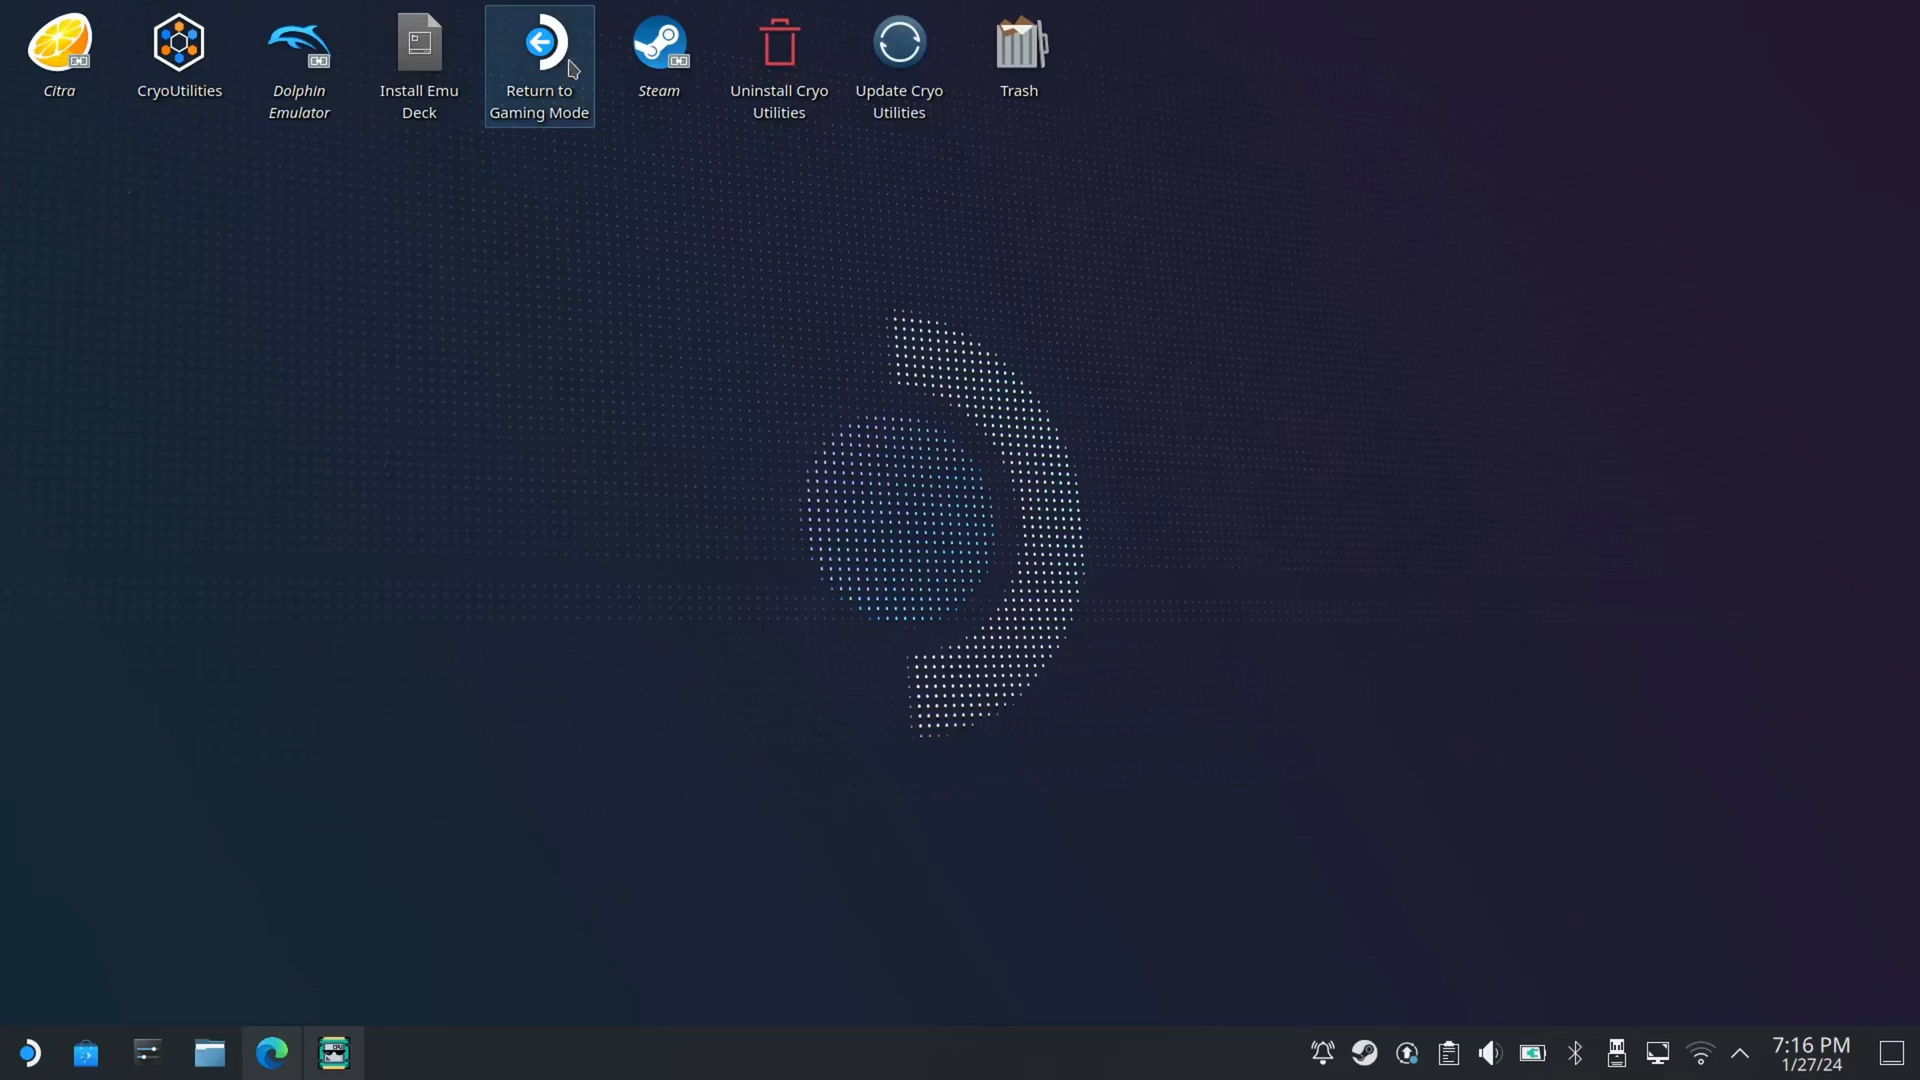 Citra
CryoUtilities
Dolphin
Emulator
Install Emu
Deck
Return to
Gaming Mode
Steam
Uninstall Cryo
Utilities
Update Cryo
Utilities
Trash
7:16 PM
1/27/24